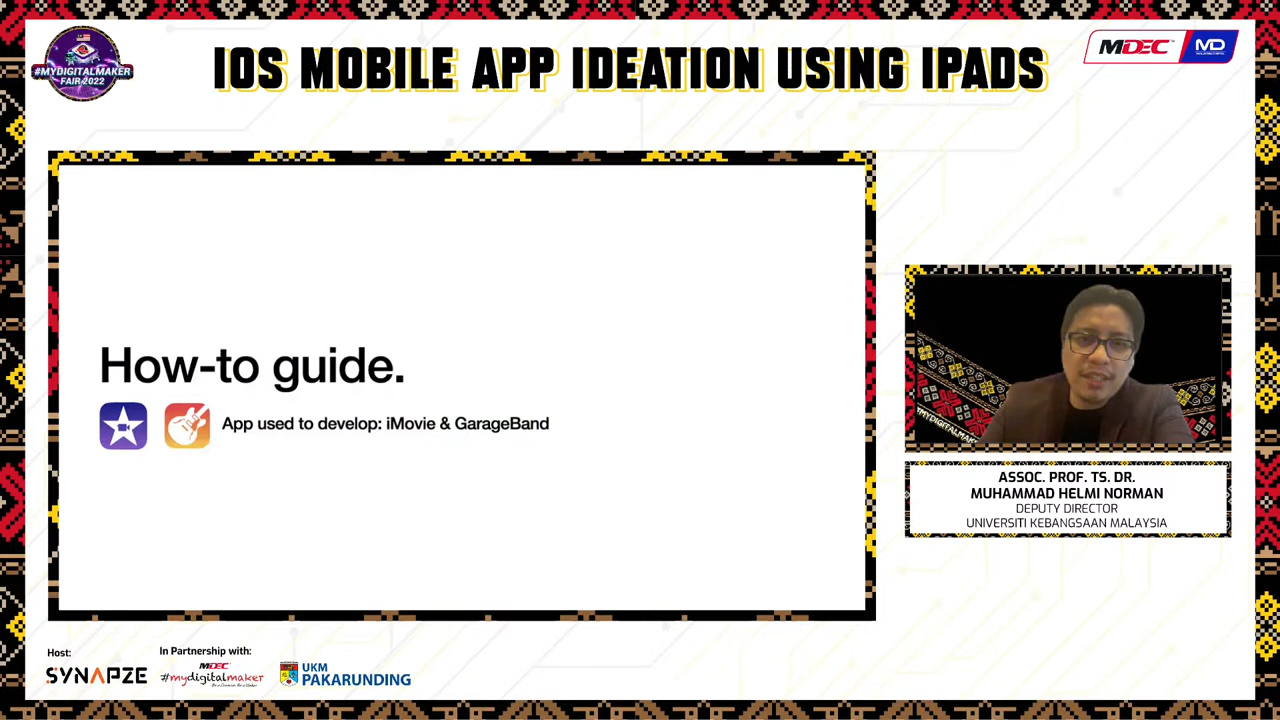 #MYDIGITALMAKER
FAIR 2022
IOS MOBILE APP IDEATION USING IPADS
MDEC
MD
How-to guide.
App used to develop: iMovie & GarageBand
#MYDIGITALMAK
ASSOC. PROF. TS. DR.
MUHAMMAD HELMI NORMAN
DEPUTY DIRECTOR
UNIVERSITI KEBANGSAAN MALAYSIA
Host:
SYNAPZE
In Partnership with:
MDEC
#mydigitalmaker
UKM
PAKARUNDING